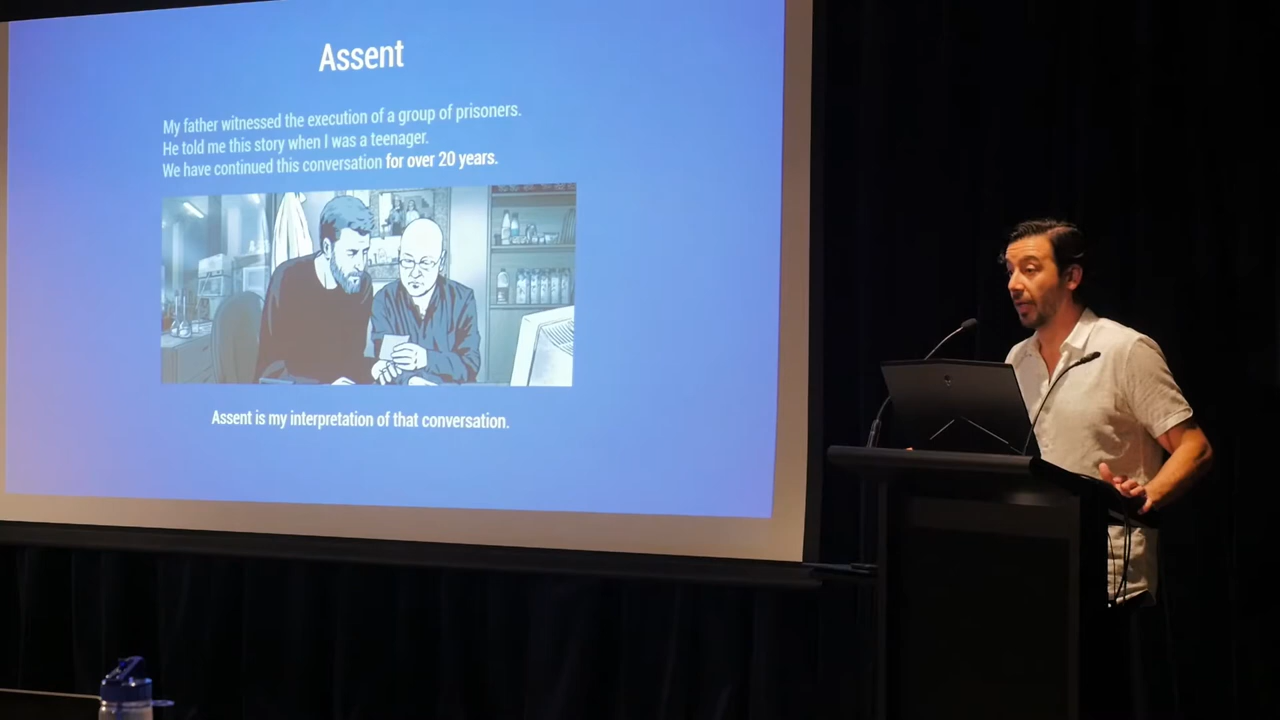 Assent
My father witnessed the execution of a group of prisoners.
He told me this story when I was a teenager.
We have continued this conversation for over 20 years.
Assent is my interpretation of that conversation.